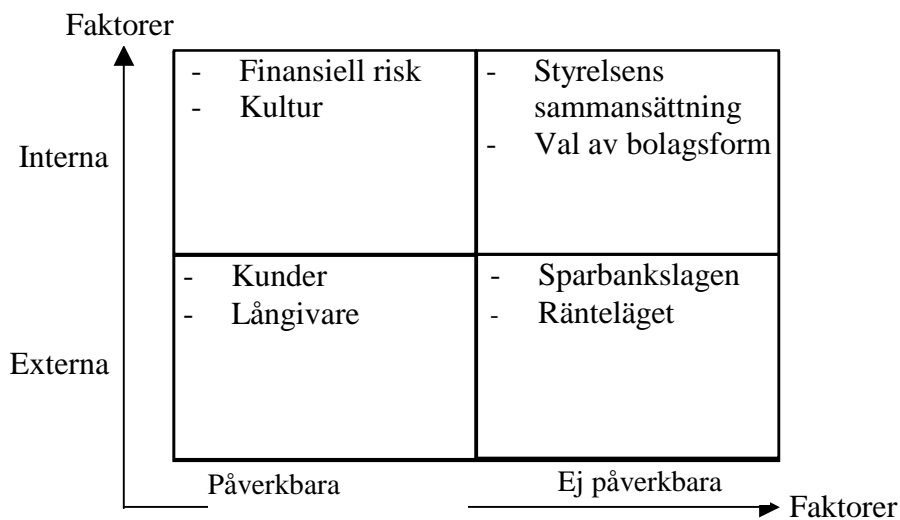 Faktorer
Interna
- Finansiell risk
- Kultur
- Styrelsens
sammansättning
- Val av bolagsform
Externa
- Kunder
- Långivare
- Sparbankslagen
- Ränteläget
Påverkbara
Ej påverkbara
Faktorer